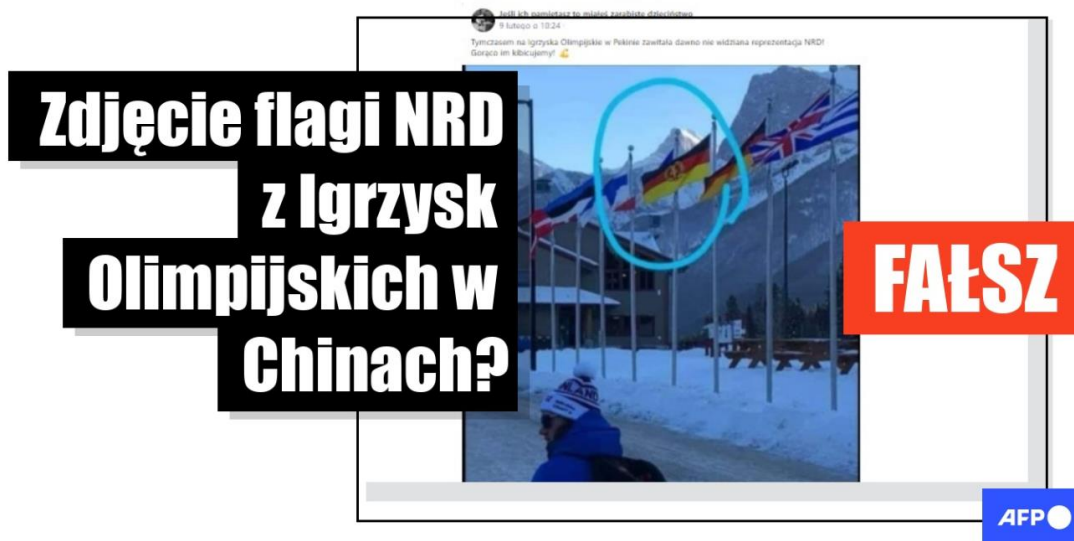 Jeśli ich pamiętasz to miałeś zarabiste dzieciństwo
9 lutego o 10:24
Tymczasem na Igrzyska Olimpijskie w Pekinie zawitała dawno nie widziana reprezentacja NRD!
Gorąco im kibicujemy!
Zdjęcie flagi NRD
z Igrzysk
Olimpijskich w
Chinach?
FAŁSZ
AFP